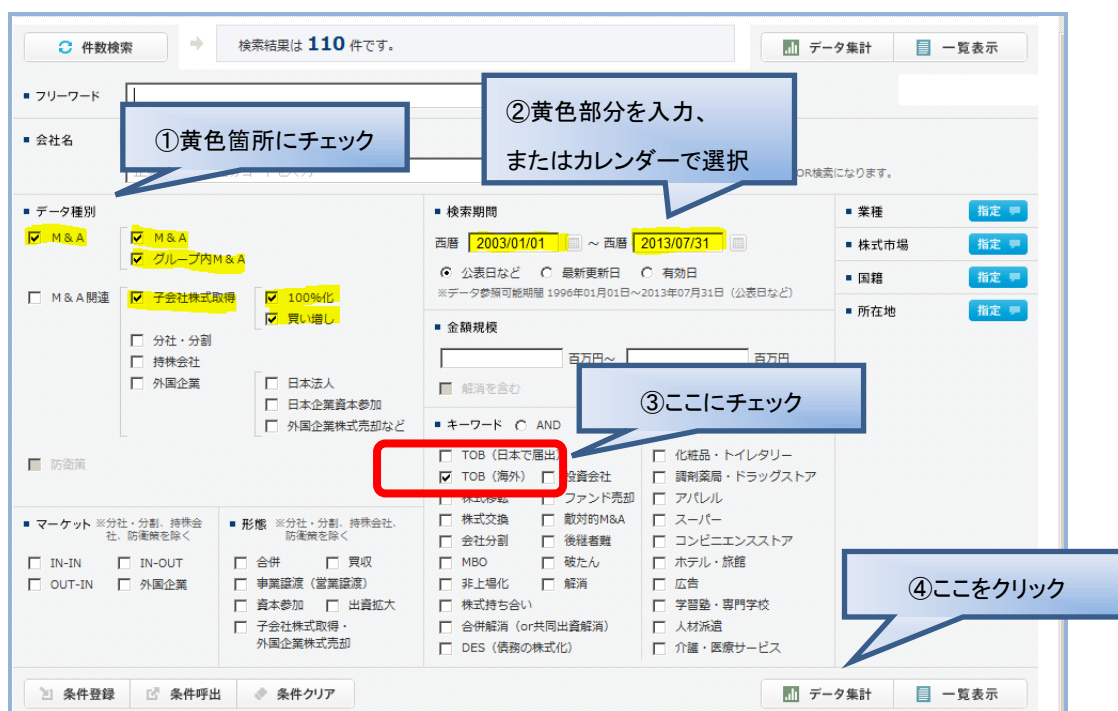 件数検索
検索結果は 110 件です。
データ集計
一覧表示
フリーワード
会社名
①黄色箇所にチェック
②黄色部分を入力、
またはカレンダーで選択
OR検索になります。
データ種別
M&A
M&A
グループ内M&A
M&A関連
子会社株式取得
100%化
買い増し
分社・分割
持株会社
外国企業
日本法人
日本企業資本参加
外国企業株式売却など
防衛策
検索期間
西暦 2003/01/01 ～ 西暦 2013/07/31
公表日など 最新更新日 有効日
※データ参照可能期間 1996年01月01日～2013年07月31日（公表日など）
金額規模
百万円～ 百万円
解消を含む
③ここにチェック
キーワード AND
TOB（日本で届出）
TOB（海外） 投資会社
株式移転 ファンド売却
株式交換 敵対的M&A
会社分割 後継者難
MBO 破たん
非上場化 解消
株式持ち合い
合併解消（or共同出資解消）
DES（債務の株式化）
化粧品・トイレタリー
調剤薬局・ドラッグストア
アパレル
スーパー
コンビニエンスストア
ホテル・旅館
広告
学習塾・専門学校
人材派遣
介護・医療サービス
業種 指定
株式市場 指定
国籍 指定
所在地 指定
マーケット ※分社・分割、持株会社、防衛策を除く
IN-IN IN-OUT
OUT-IN 外国企業
形態 ※分社・分割、持株会社、防衛策を除く
合併 買収
事業譲渡（営業譲渡）
資本参加 出資拡大
子会社株式取得・
外国企業株式売却
④ここをクリック
条件登録
条件呼出
条件クリア
データ集計
一覧表示